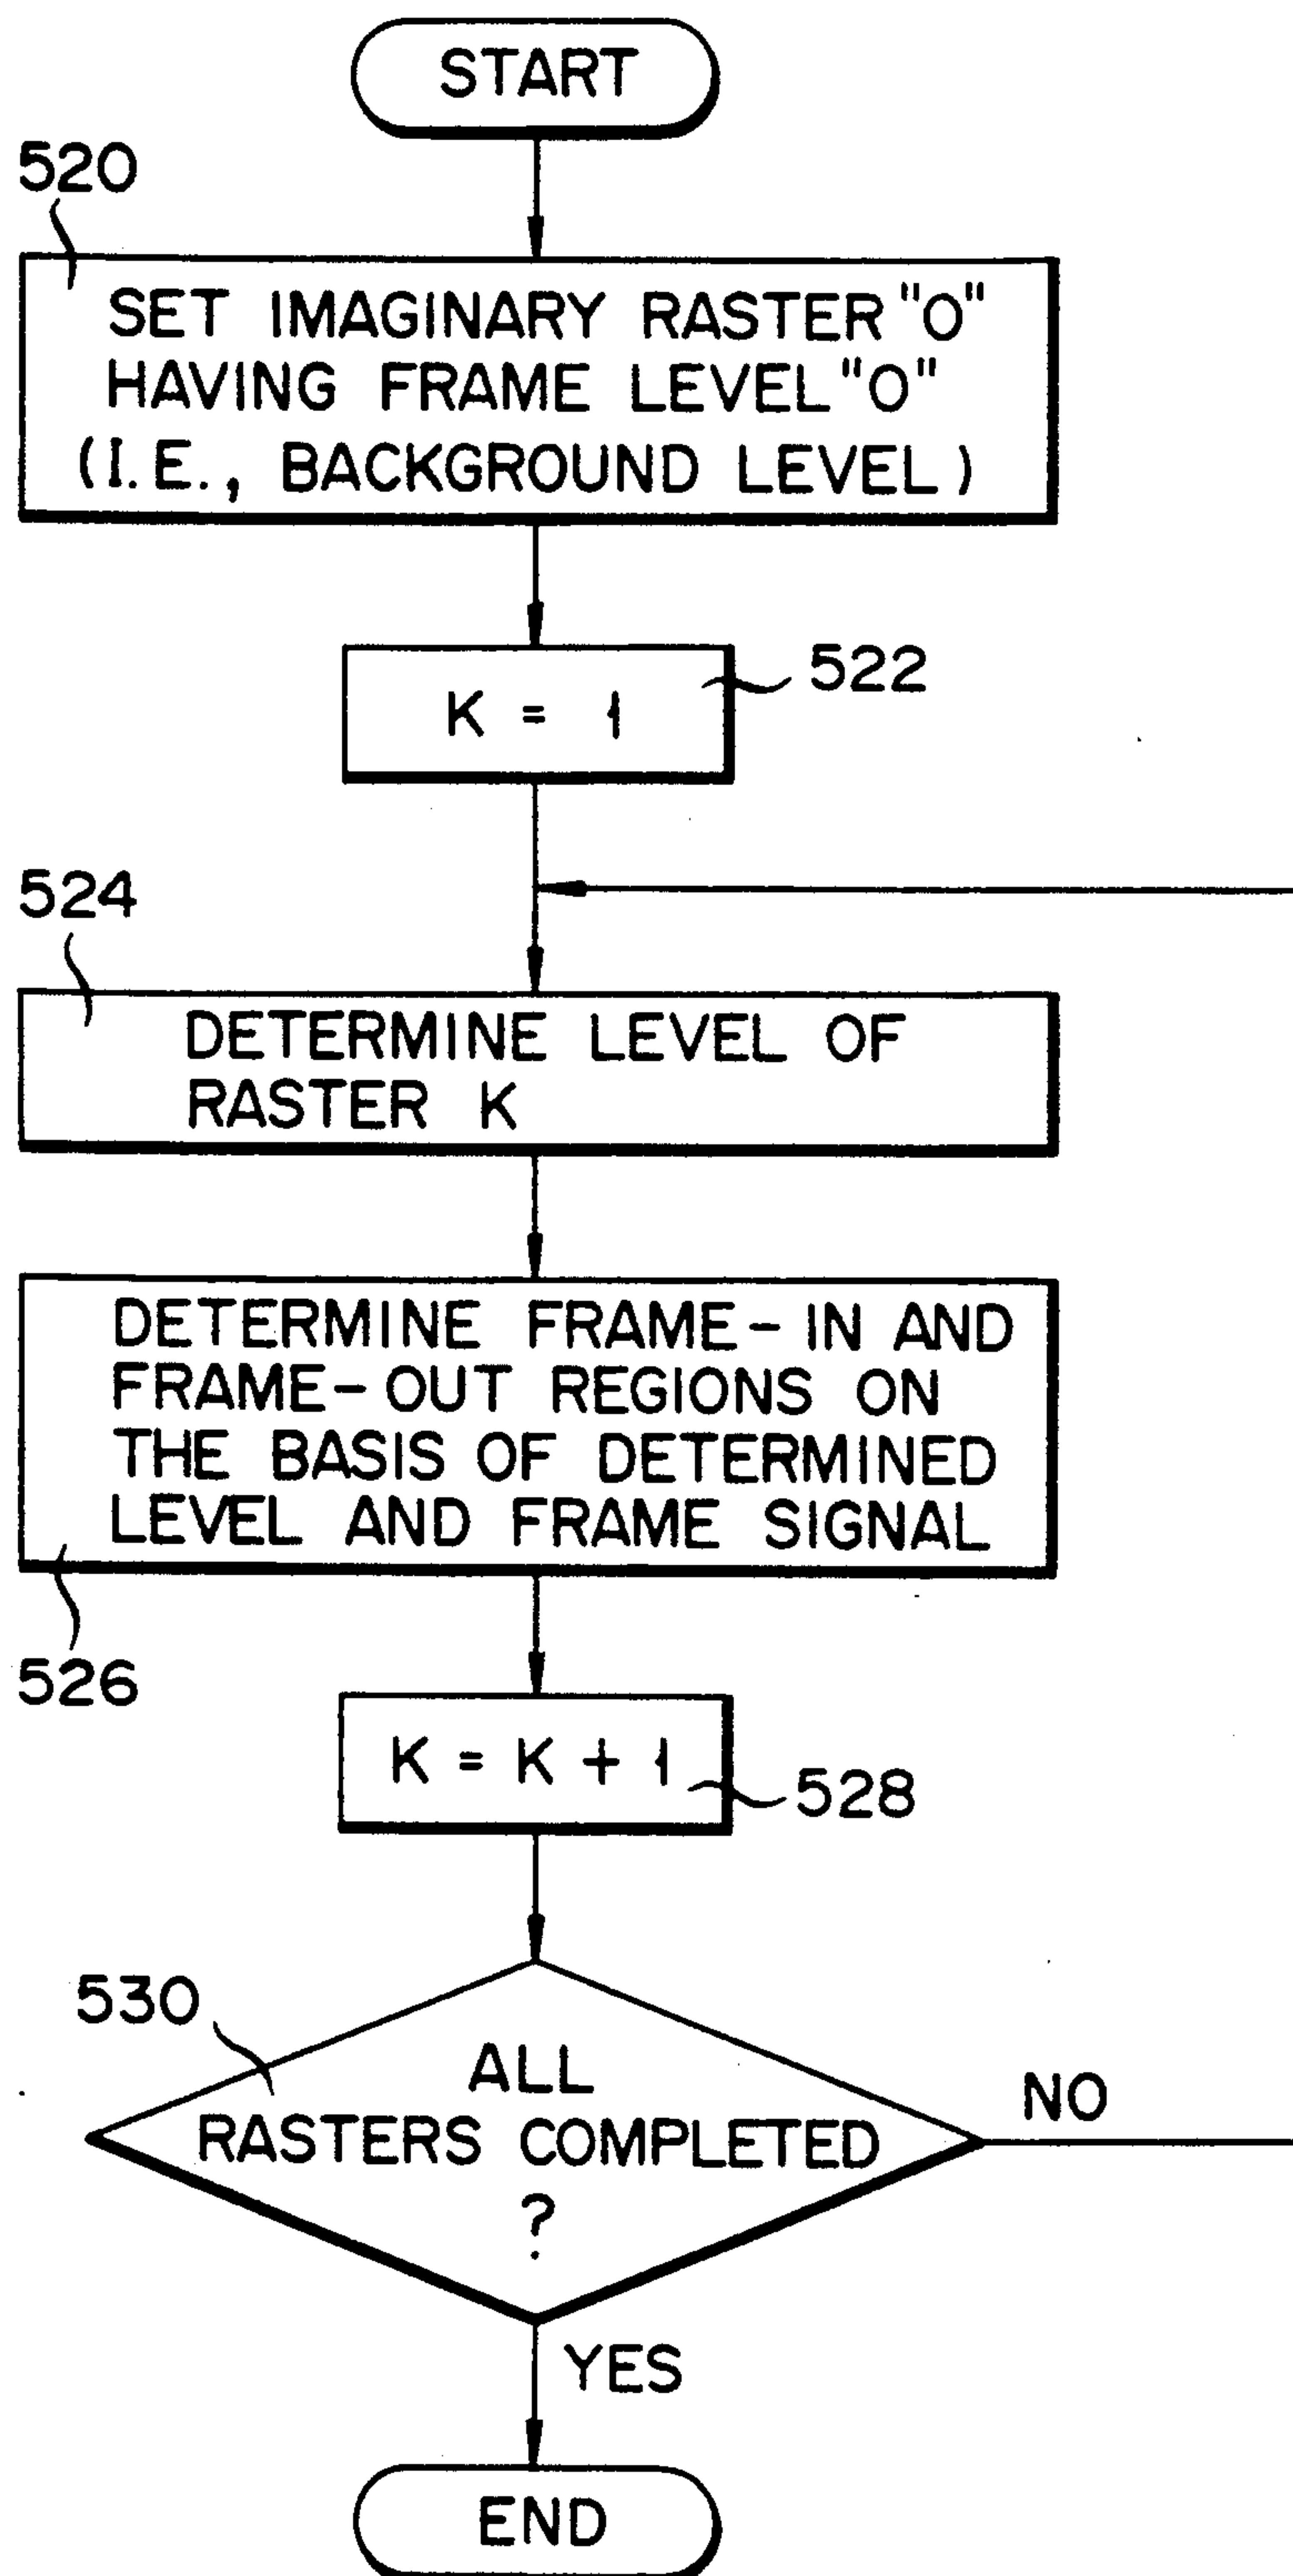 START
520
SET IMAGINARY RASTER "O"
HAVING FRAME LEVEL "O"
(I.E., BACKGROUND LEVEL)
K = 1
522
524
DETERMINE LEVEL OF
RASTER K
DETERMINE FRAME-IN AND
FRAME-OUT REGIONS ON
THE BASIS OF DETERMINED
LEVEL AND FRAME SIGNAL
526
K = K + 1
528
530
ALL
RASTERS COMPLETED
?
NO
YES
END